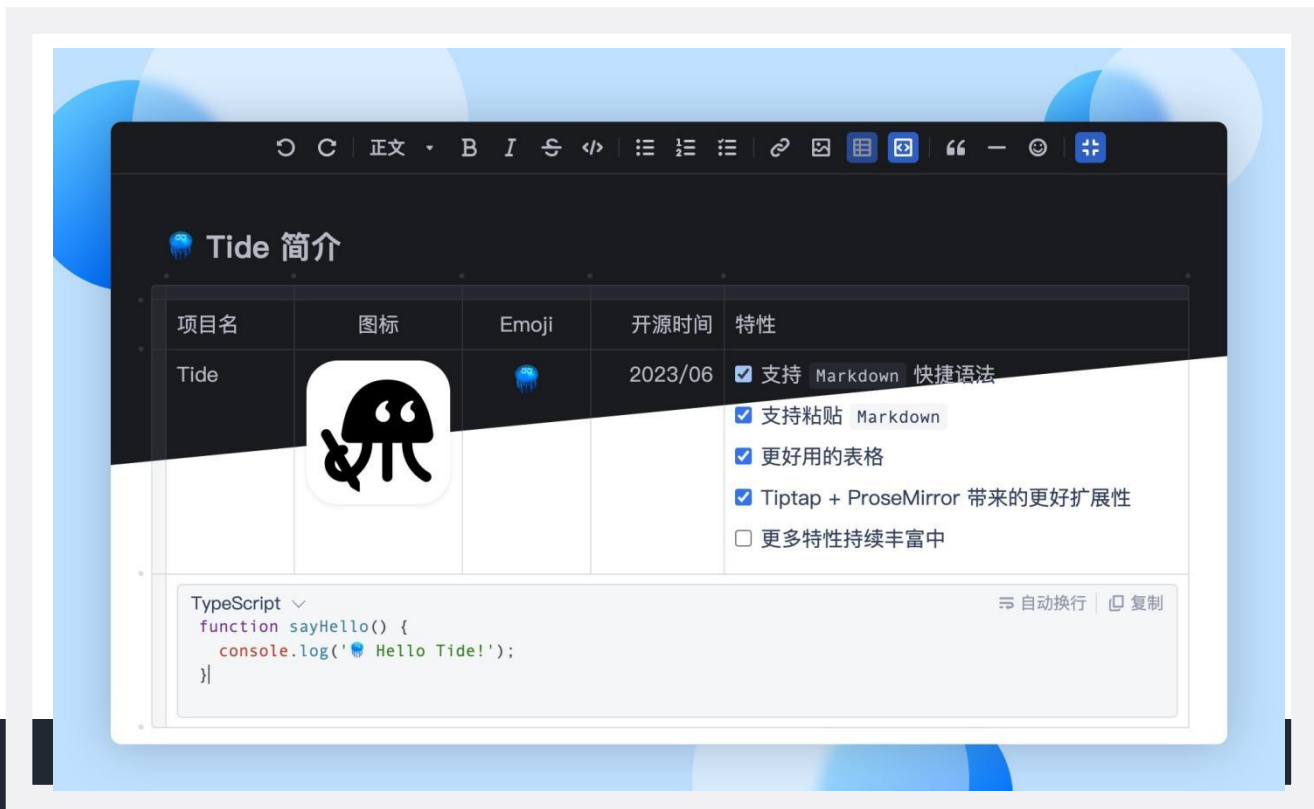 正文
🪼 Tide 简介
项目名 图标 Emoji 开源时间 特性
Tide 🪼 2023/06 支持 Markdown 快捷语法
支持粘贴 Markdown
更好用的表格
Tiptap + ProseMirror 带来的更好扩展性
更多特性持续丰富中
TypeScript 自动换行 复制
function sayHello() {
console.log('🪼 Hello Tide!');
}